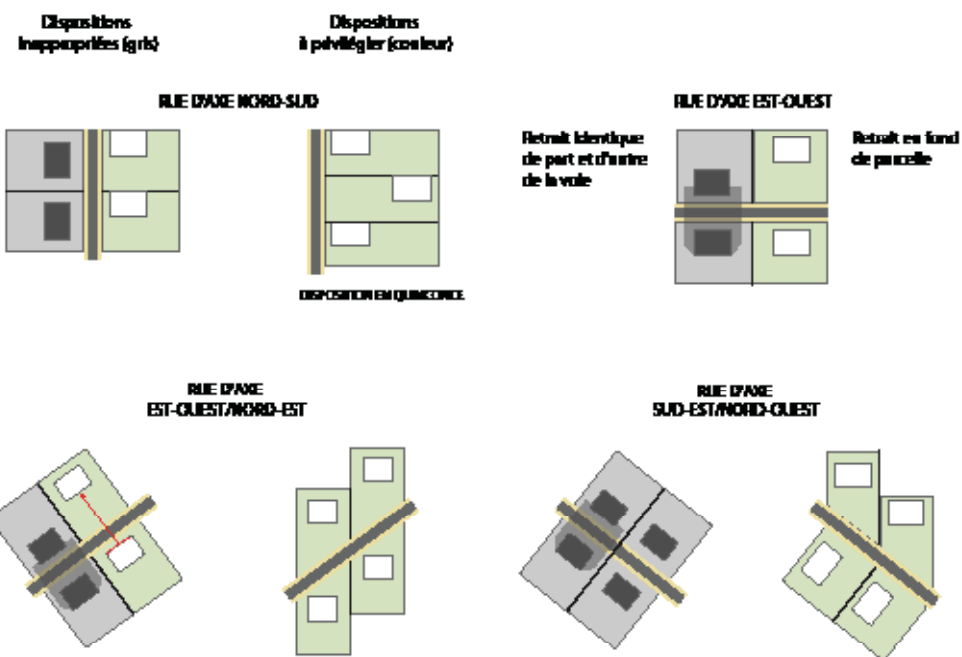 Dispositions
inappropriées (gris)
Dispositions
à privilégier (couleur)
RUE D'AXE NORD-SUD
RUE D'AXE EST-OUEST
Retrait identique
de part et d'outre
de la voie
Retrait en fond
de parcelle
DISPOSITION EN QUINCONCE
RUE D'AXE
EST-OUEST/NORD-EST
RUE D'AXE
SUD-EST/NORD-OUEST